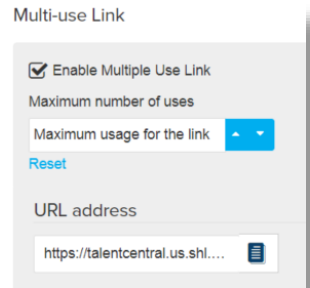 Multi-use Link
Enable Multiple Use Link
Maximum number of uses
Maximum usage for the link
Reset
URL address
https://talentcentral.us.shl....